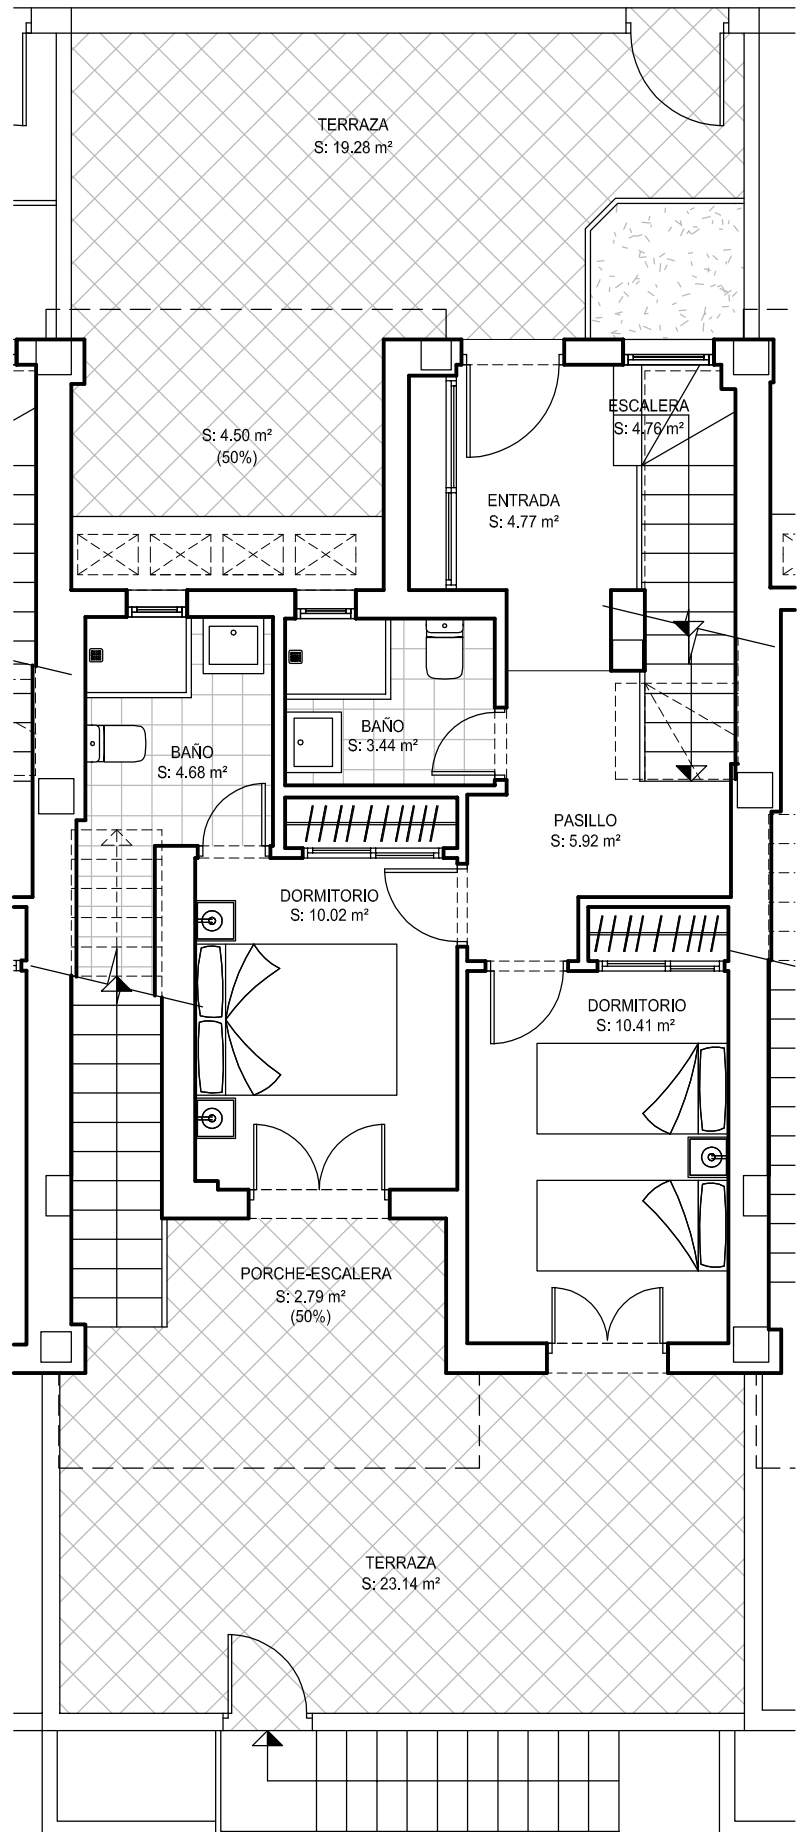 TERRAZA
S: 19.28 m²
ESCALERA
S: 4.76 m²
S: 4.50 m²
(50%)
ENTRADA
S: 4.77 m²
BAÑO
S: 3.44 m²
BAÑO
S: 4.68 m²
PASILLO
S: 5.92 m²
DORMITORIO
S: 10.02 m²
DORMITORIO
S: 10.41 m²
PORCHE-ESCALERA
S: 2.79 m²
(50%)
TERRAZA
S: 23.14 m²